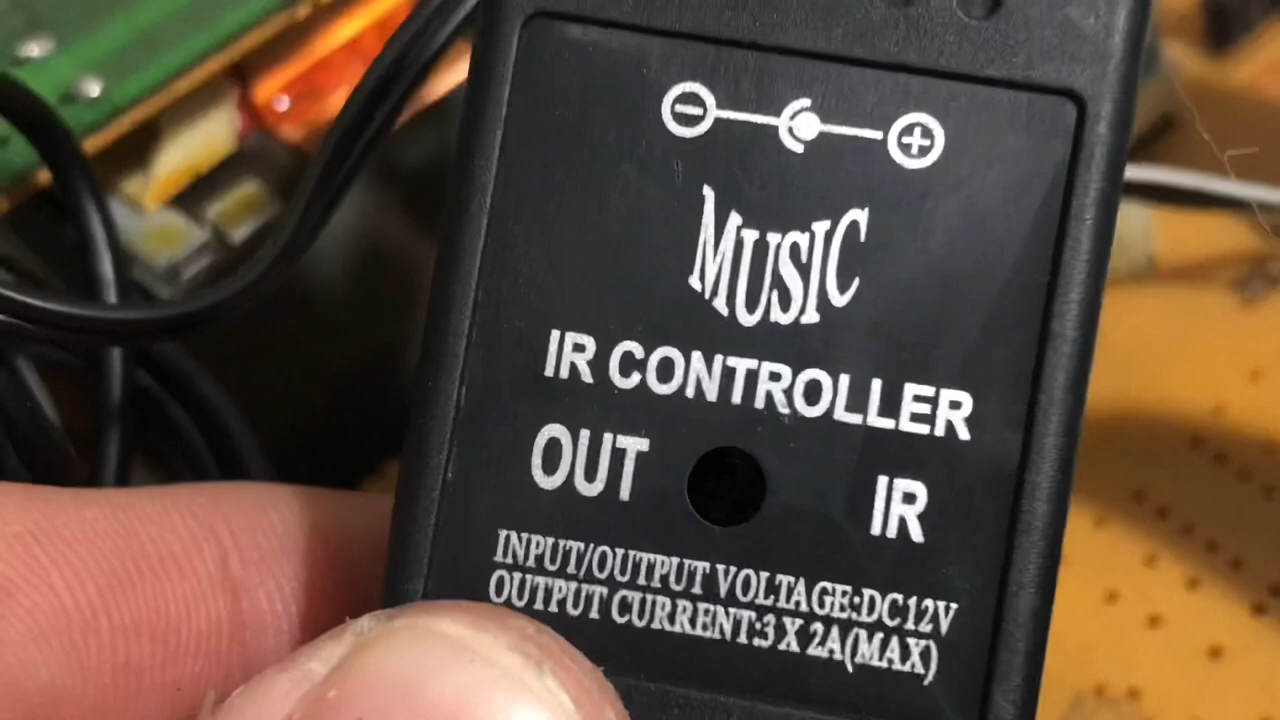 MUSIC
IR CONTROLLER
OUT IR
INPUT/OUTPUT VOLTAGE:DC12V
OUTPUT CURRENT:3 X 2A(MAX)